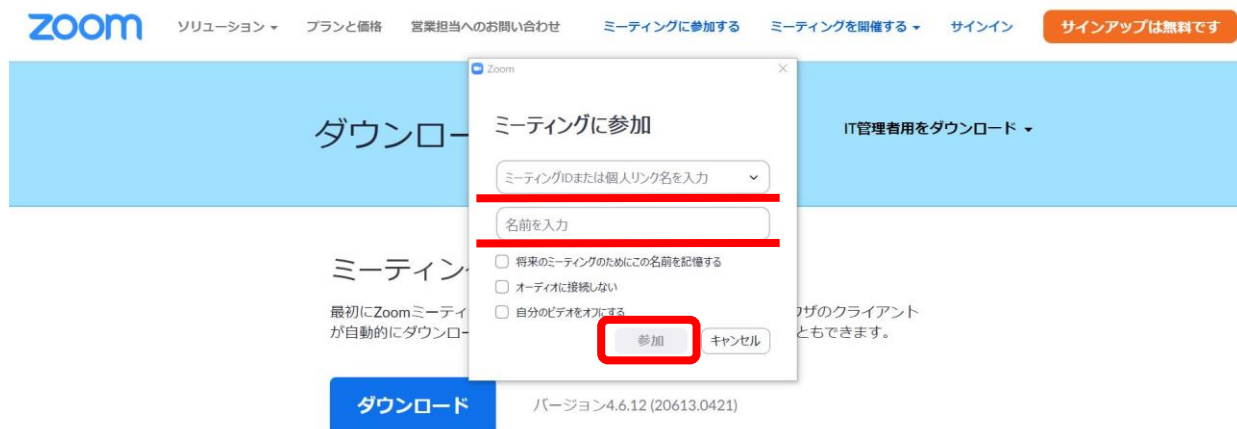 zoom ソリューション プランと価格 営業担当へのお問い合わせ ミーティングに参加する ミーティングを開催する サインイン サインアップは無料です
Zoom
ミーティングに参加
ダウンロー
IT管理者用をダウンロード
ミーティングIDまたは個人リンク名を入力
名前を入力
将来のミーティングのためにこの名前を記憶する
オーディオに接続しない
自分のビデオをオフにする
参加 キャンセル
ミーティン
最初にZoomミーティ
ウザのクライアント
が自動的にダウンロー
ともできます。
ダウンロード バージョン4.6.12 (20613.0421)